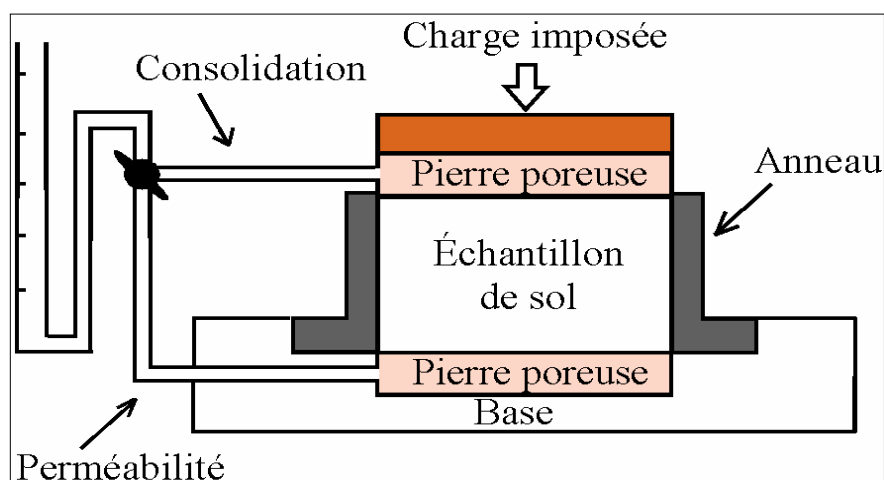 Charge imposée
Consolidation
Anneau
Pierre poreuse
Échantillon
de sol
Pierre poreuse
Base
Perméabilité